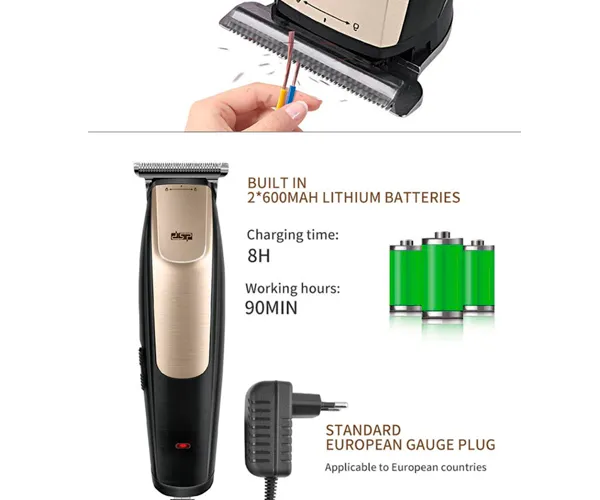 BUILT IN
2*600MAH LITHIUM BATTERIES
dsp
Charging time:
8H
Working hours:
90MIN
STANDARD
EUROPEAN GAUGE PLUG
Applicable to European countries